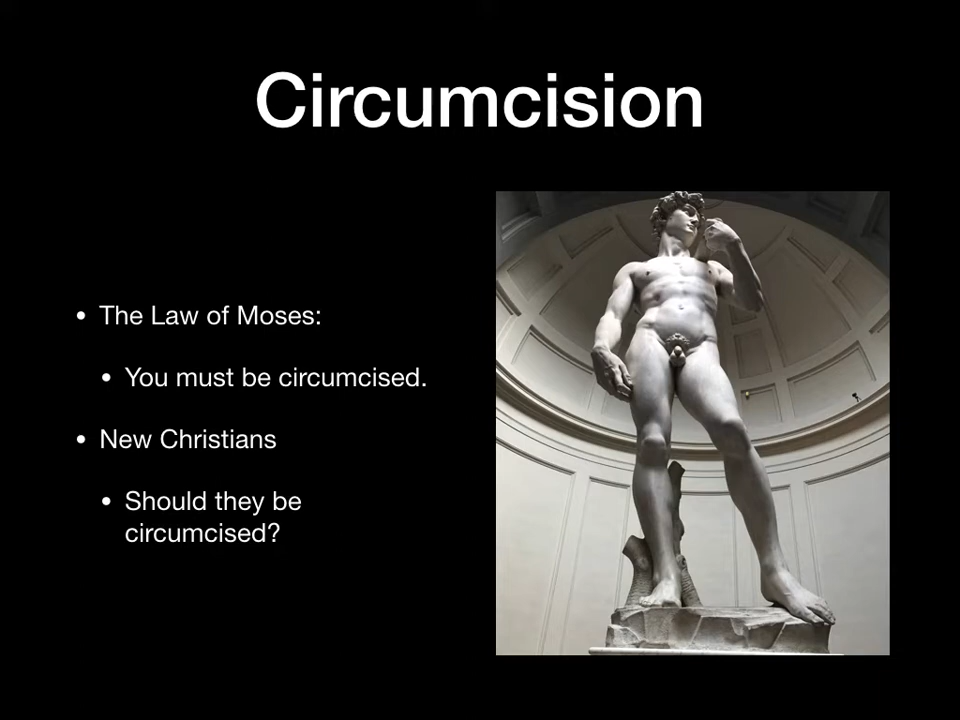 Circumcision
• The Law of Moses:
• You must be circumcised.
• New Christians
• Should they be
circumcised?